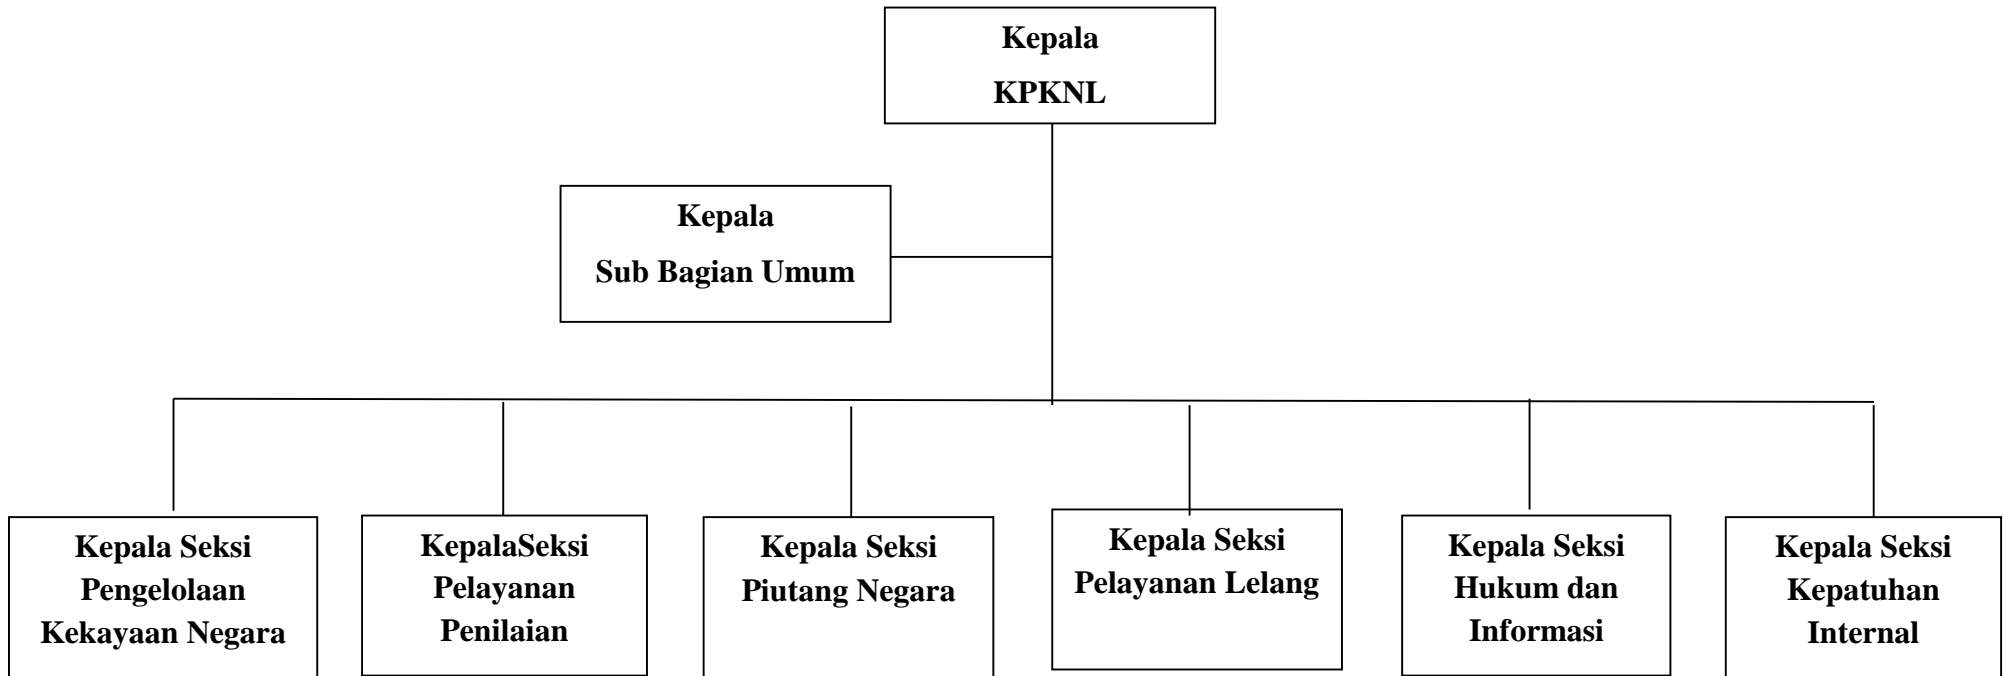 Kepala
KPKNL
Kepala
Sub Bagian Umum
Kepala Seksi
Pengelolaan
Kekayaan Negara
KepalaSeksi
Pelayanan
Penilaian
Kepala Seksi
Piutang Negara
Kepala Seksi
Pelayanan Lelang
Kepala Seksi
Hukum dan
Informasi
Kepala Seksi
Kepatuhan
Internal